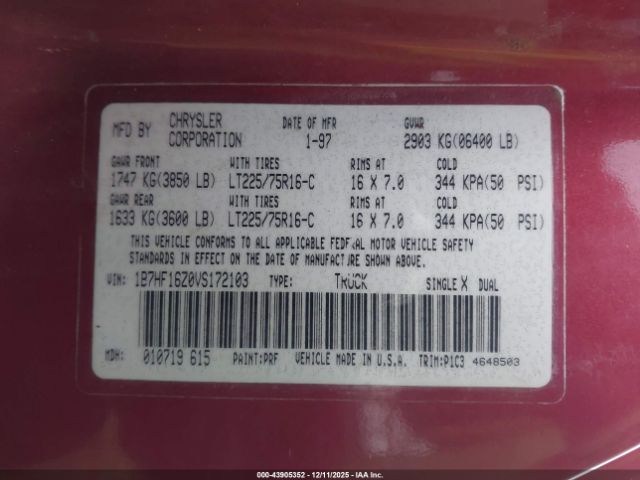 MFD BY CHRYSLER CORPORATION DATE OF MFR 1-97 GVWR 2903 KG(06400 LB)
GAWR FRONT WITH TIRES RIMS AT COLD
1747 KG(3850 LB) LT225/75R16-C 16 X 7.0 344 KPA(50 PSI)
GAWR REAR WITH TIRES RIMS AT COLD
1633 KG(3600 LB) LT225/75R16-C 16 X 7.0 344 KPA(50 PSI)
THIS VEHICLE CONFORMS TO ALL APPLICABLE FEDERAL MOTOR VEHICLE SAFETY
STANDARDS IN EFFECT ON THE DATE OF MANUFACTURE SHOWN ABOVE.
VIN: 1B7HF16Z0VS172103 TYPE: TRUCK SINGLE X DUAL
MDH: 010719 615 PAINT:PRF VEHICLE MADE IN U.S.A. TRIM:P1C3 4648503
000-43905352 - 12/11/2025 - IAA Inc.